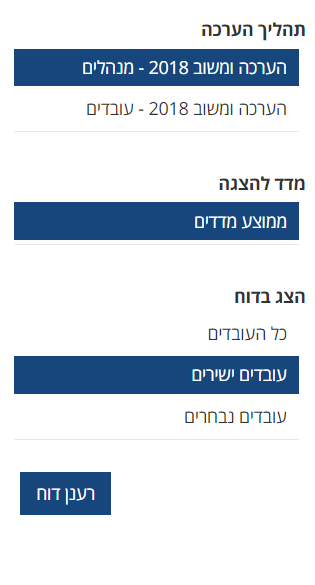 תהליך הערכה
הערכה ומשוב 2018 - מנהלים
הערכה ומשוב 2018 - עובדים
מדד להצגה
ממוצע מדדים
הצג בדוח
כל העובדים
עובדים ישירים
עובדים נבחרים
רענן דוח